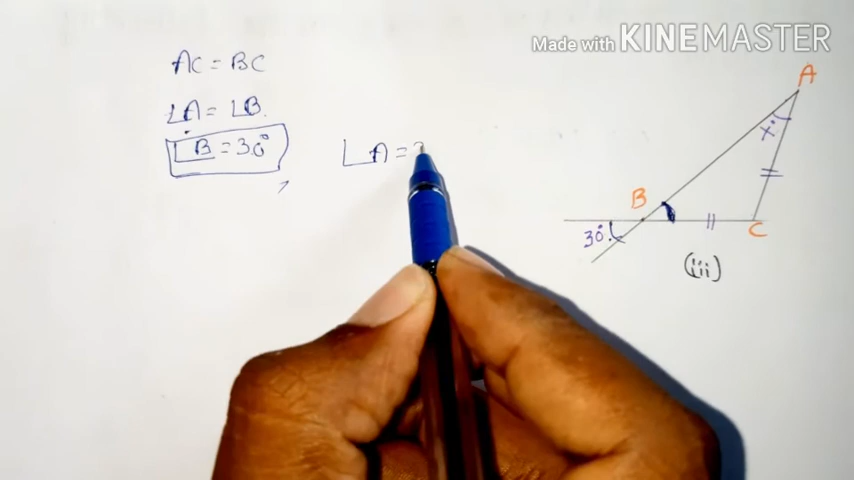 Made with KINEMASTER
AC = BC
∠A = ∠B.
∠B = 30°
∠A =
A
x°
B
30°
C
(iii)